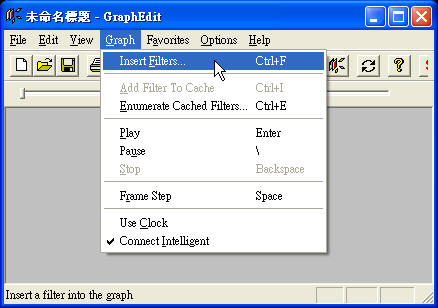 未命名標題 - GraphEdit
File Edit View Graph Favorites Options Help
Insert Filters... Ctrl+F
Add Filter To Cache Ctrl+I
Enumerate Cached Filters... Ctrl+E
Play Enter
Pause \
Stop Backspace
Frame Step Space
Use Clock
Connect Intelligent
Insert a filter into the graph